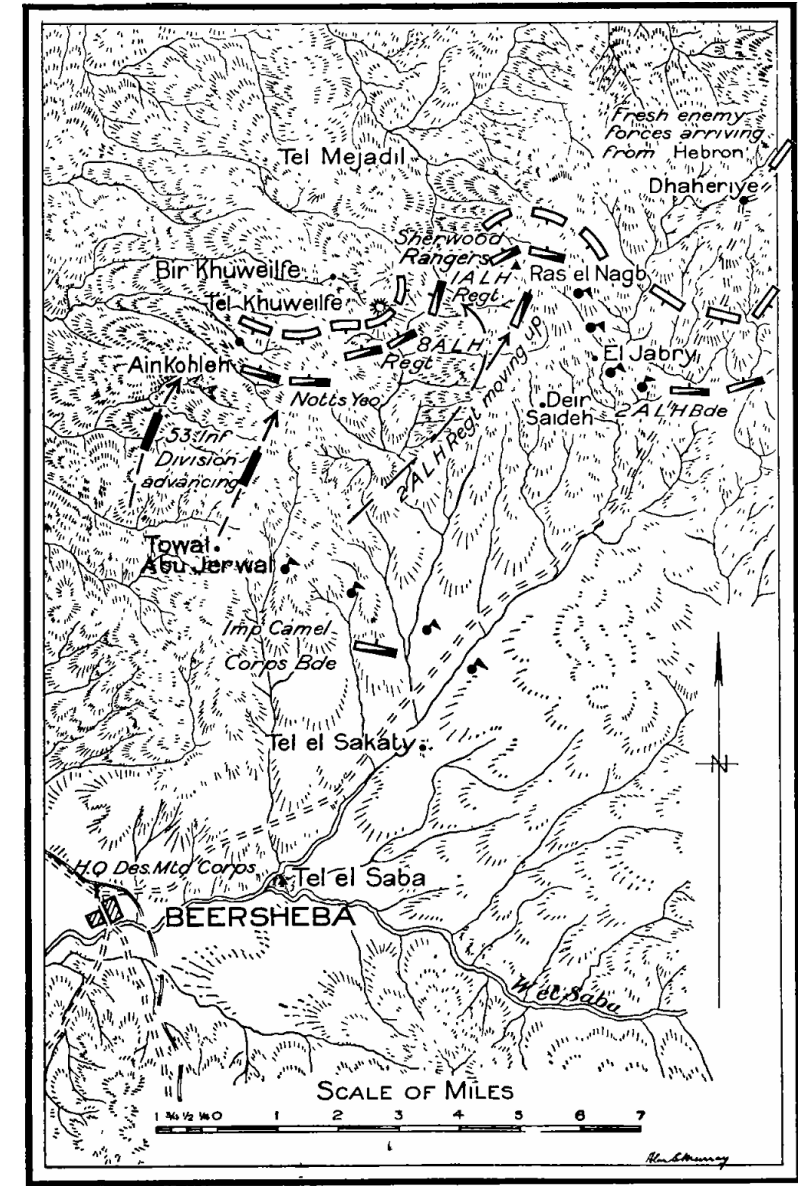 Fresh enemy
forces arriving
from Hebron
Tel Mejadil
Dhaheriye
Sherwood
Rangers
Bir Khuweilfe
1 A L H
Regt
Ras el Nagb
Tel Khuweilfe
8 A L H
Regt
El Jabry
Ain Kohleh
Notts Yeo
Deir
Saideh
2 A L H Bde
2 A L H Regt moving up
53 Inf
Division
advancing
Towal
Abu Jerwal
Imp Camel
Corps Bde
Tel el Sakaty
N
H.Q Des. Mtd Corps
Tel el Saba
BEERSHEBA
W el Saba
SCALE OF MILES
1 ¾ ½ ¼ 0 1 2 3 4 5 6 7